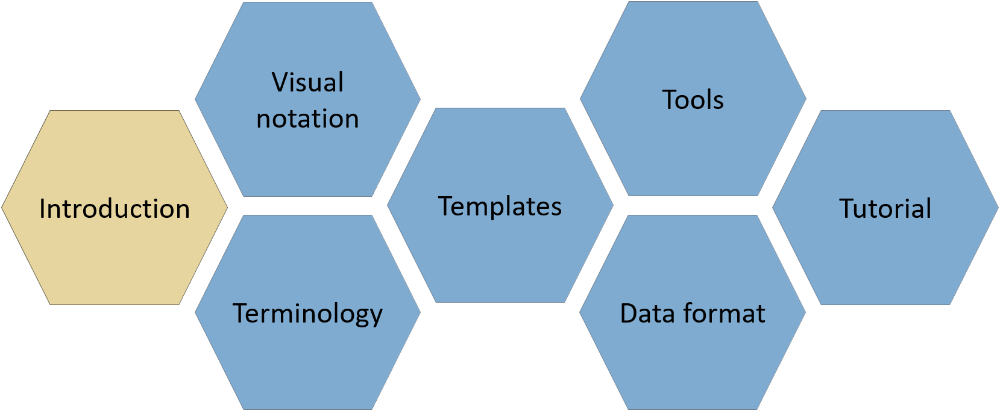 Introduction
Visual
notation
Terminology
Templates
Tools
Data format
Tutorial